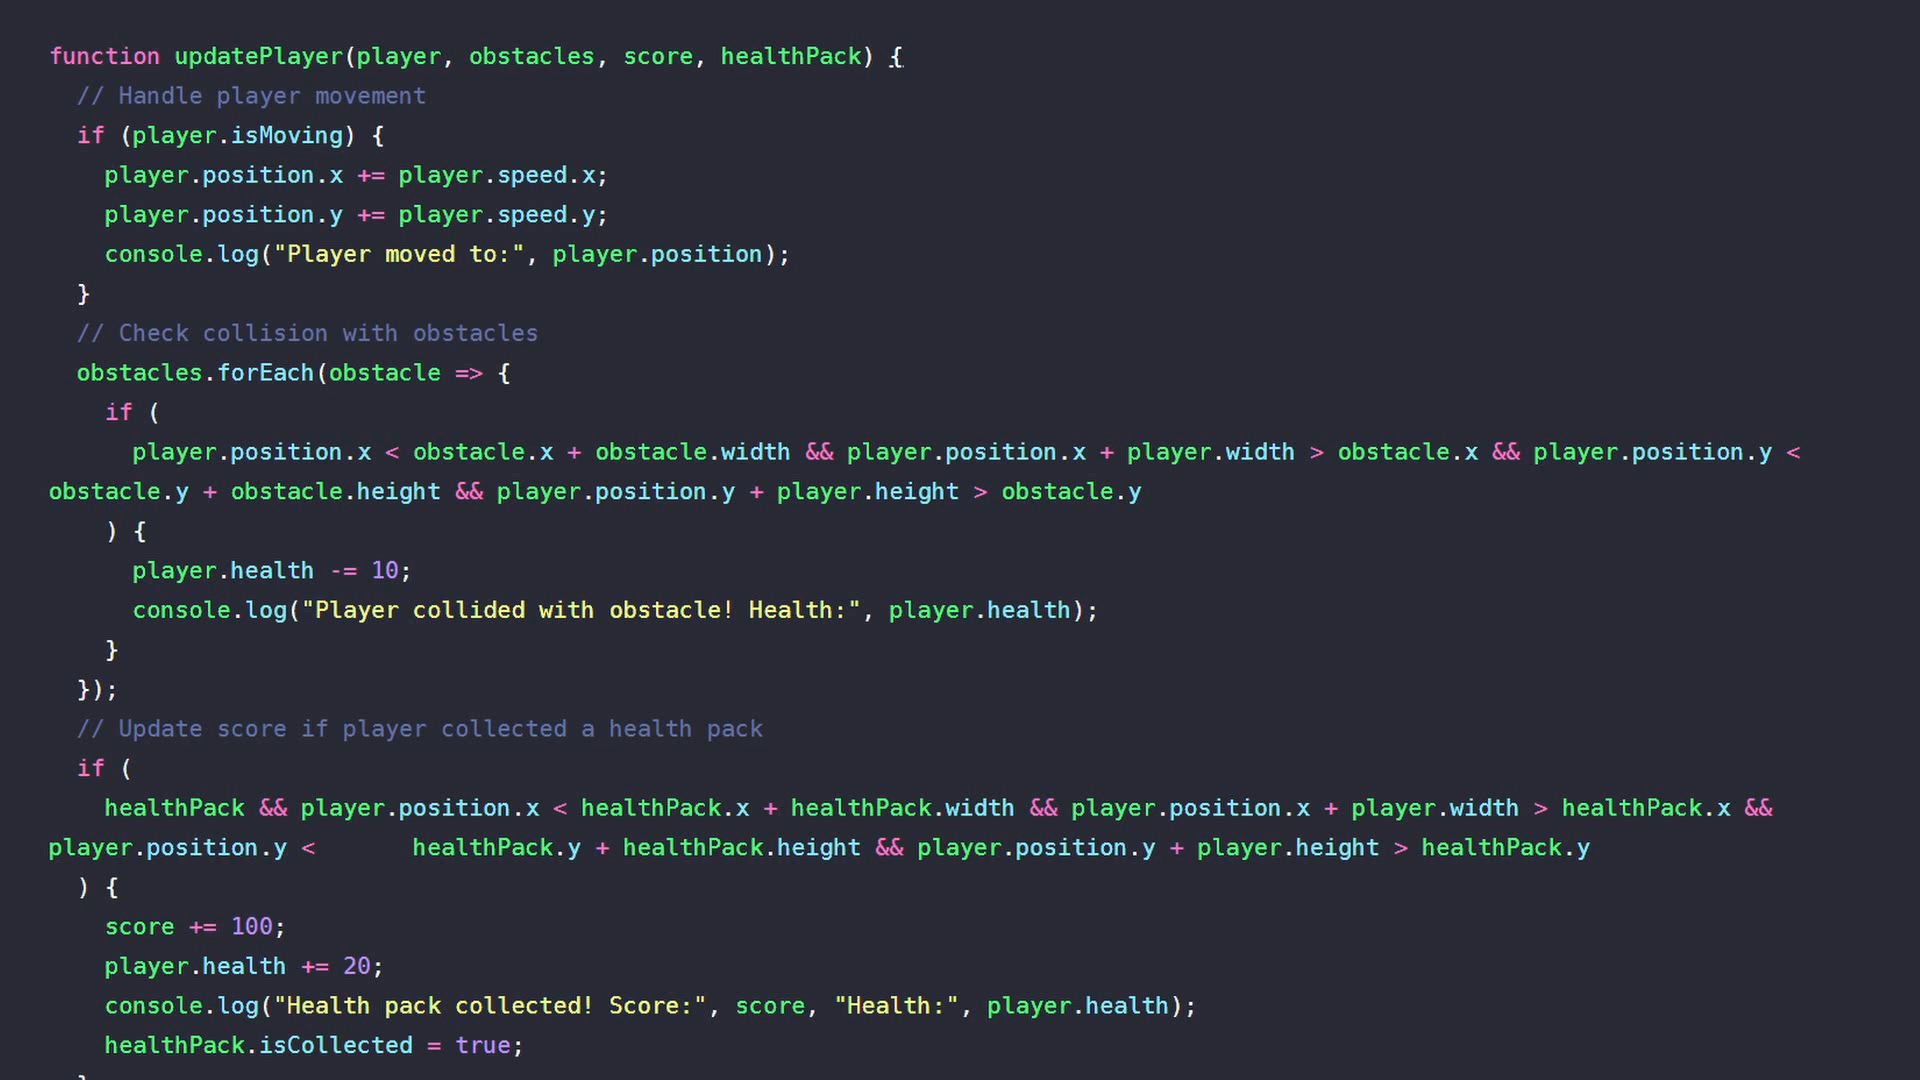 function updatePlayer(player, obstacles, score, healthPack) {
  // Handle player movement
  if (player.isMoving) {
    player.position.x += player.speed.x;
    player.position.y += player.speed.y;
    console.log("Player moved to:", player.position);
  }
  // Check collision with obstacles
  obstacles.forEach(obstacle => {
    if (
      player.position.x < obstacle.x + obstacle.width && player.position.x + player.width > obstacle.x && player.position.y <
obstacle.y + obstacle.height && player.position.y + player.height > obstacle.y
    ) {
      player.health -= 10;
      console.log("Player collided with obstacle! Health:", player.health);
    }
  });
  // Update score if player collected a health pack
  if (
    healthPack && player.position.x < healthPack.x + healthPack.width && player.position.x + player.width > healthPack.x &&
player.position.y <       healthPack.y + healthPack.height && player.position.y + player.height > healthPack.y
  ) {
    score += 100;
    player.health += 20;
    console.log("Health pack collected! Score:", score, "Health:", player.health);
    healthPack.isCollected = true;
  }